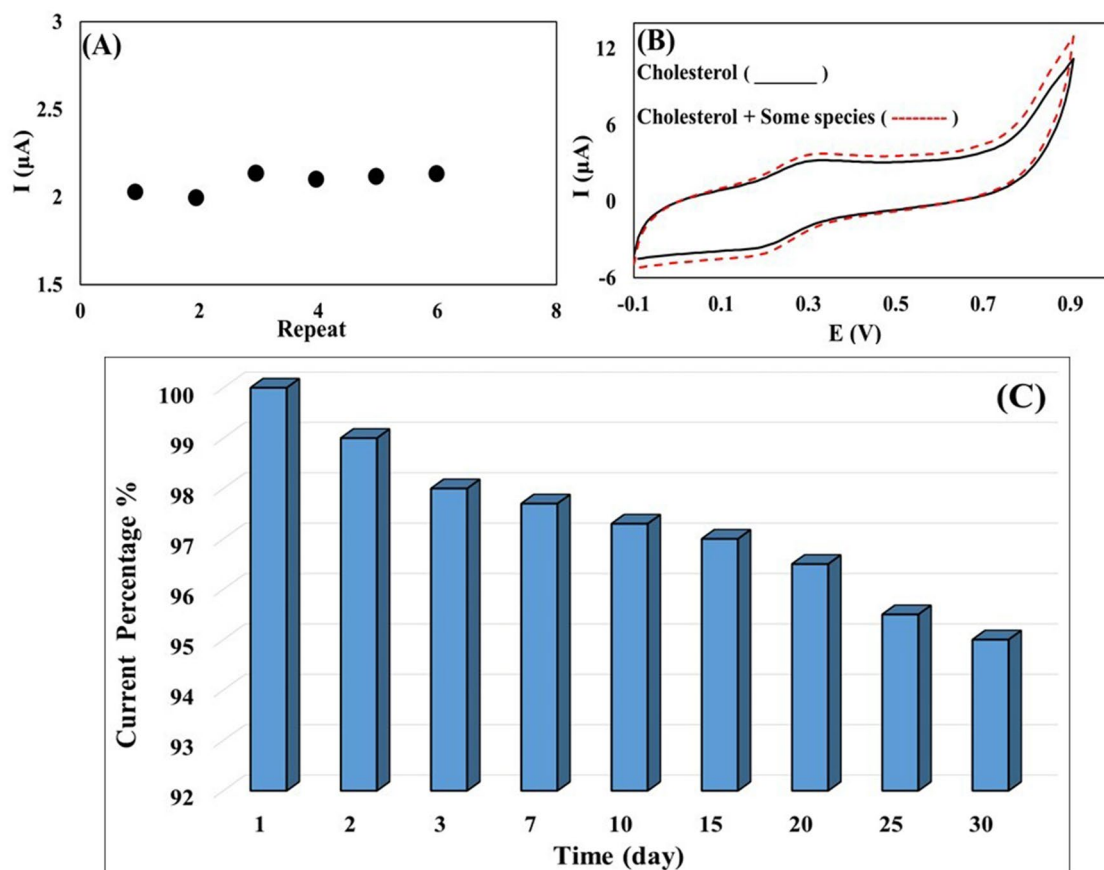 (A)
I (µA)
3
2.5
2
1.5
0 2 4 6 8
Repeat
(B)
Cholesterol ( ______ )
Cholesterol + Some species ( -------- )
I (µA)
12
6
0
-6
-0.1 0.1 0.3 0.5 0.7 0.9
E (V)
(C)
Current Percentage %
100
99
98
97
96
95
94
93
92
1 2 3 7 10 15 20 25 30
Time (day)